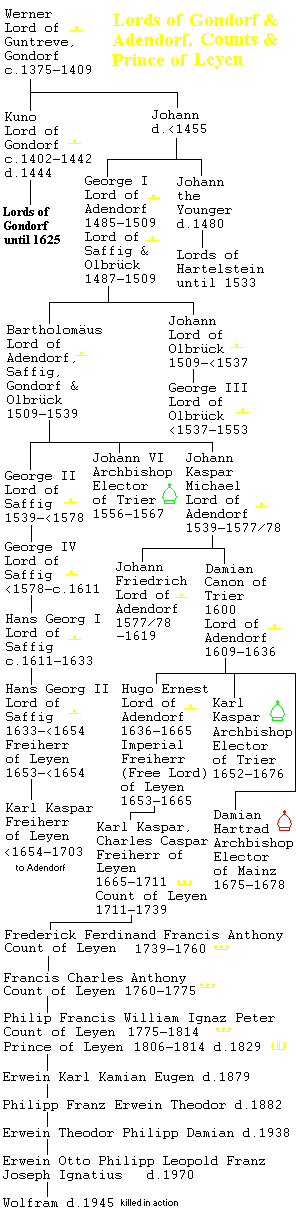 Lords of Gondorf &
Adendorf, Counts &
Prince of Leyen
Werner
Lord of
Guntreve,
Gondorf
c.1375-1409
Kuno
Lord of
Gondorf
c.1402-1442
d.1444
Johann
d.<1455
Lords of
Gondorf
until 1625
George I
Lord of
Adendorf
1485-1509
Lord of
Saffig &
Olbrück
1487-1509
Johann
the
Younger
d.1480
Lords of
Hartelstein
until 1533
Bartholomäus
Lord of
Adendorf,
Saffig,
Gondorf &
Olbrück
1509-1539
Johann
Lord of
Olbrück
1509-<1537
George III
Lord of
Olbrück
<1537-1553
George II
Lord of
Saffig
1539-<1578
Johann VI
Archbishop
Elector
of Trier
1556-1567
Johann
Kaspar
Michael
Lord of
Adendorf
1539-1577/78
George IV
Lord of
Saffig
<1578-c.1611
Johann
Friedrich
Lord of
Adendorf
1577/78
-1619
Damian
Canon of
Trier
1600
Lord of
Adendorf
1609-1636
Hans Georg I
Lord of
Saffig
c.1611-1633
Hans Georg II
Lord of
Saffig
1633-<1654
Freiherr
of Leyen
1653-<1654
Hugo Ernest
Lord of
Adendorf
1636-1665
Imperial
Freiherr
(Free Lord)
of Leyen
1653-1665
Karl
Kaspar
Archbishop
Elector
of Trier
1652-1676
Karl Kaspar
Freiherr
of Leyen
<1654-1703
to Adendorf
Karl Kaspar,
Charles Caspar
Freiherr of
Leyen
1665-1711
Count of Leyen
1711-1739
Damian
Hartrad
Archbishop
Elector
of Mainz
1675-1678
Frederick Ferdinand Francis Anthony
Count of Leyen 1739-1760
Francis Charles Anthony
Count of Leyen 1760-1775
Philip Francis William Ignaz Peter
Count of Leyen 1775-1814
Prince of Leyen 1806-1814 d.1829
Erwein Karl Kamian Eugen d.1879
Philipp Franz Erwein Theodor d.1882
Erwein Theodor Philipp Damian d.1938
Erwein Otto Philipp Leopold Franz
Joseph Ignatius d.1970
Wolfram d.1945 killed in action